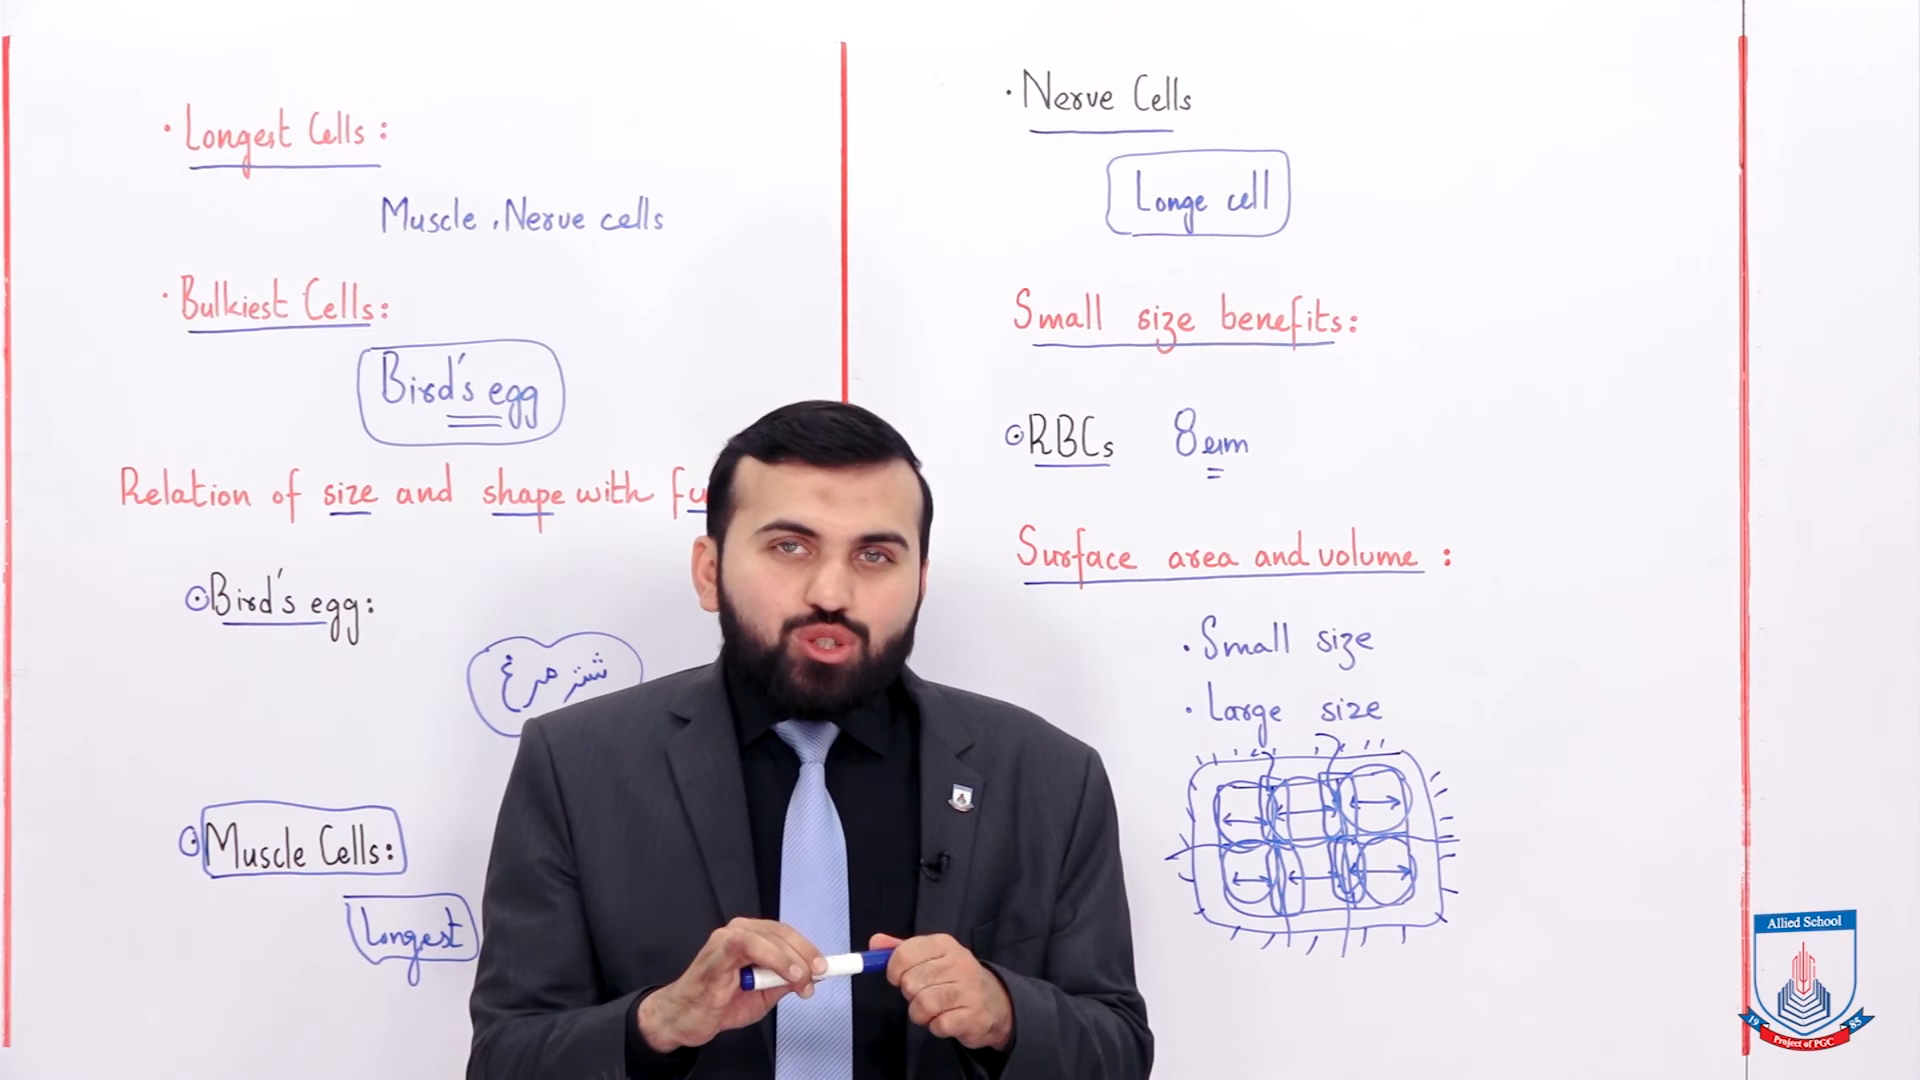 · Longest Cells:
Muscle, Nerve cells
· Bulkiest Cells:
Bird's egg
Relation of size and shape with fu
Bird's egg:
شتر مرغ
Muscle Cells:
Longest
· Nerve Cells
Longe cell
Small size benefits:
RBCs 8 µm
Surface area and volume:
· Small size
· Large size
Allied School
1985
Project of PGC